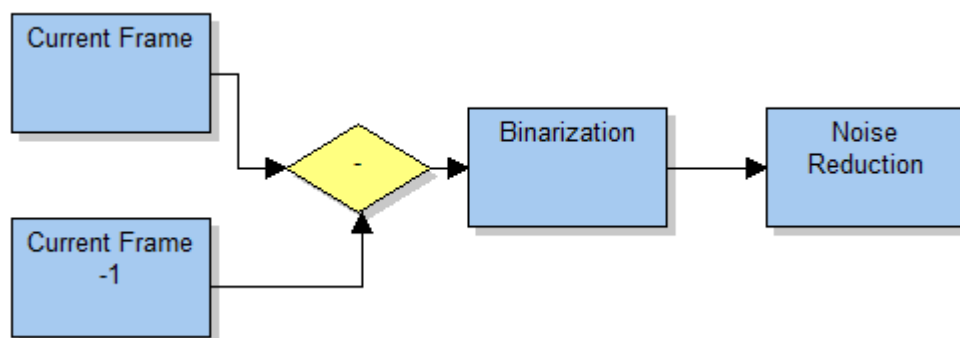 Current Frame
-
Binarization
Noise
Reduction
Current Frame
-1